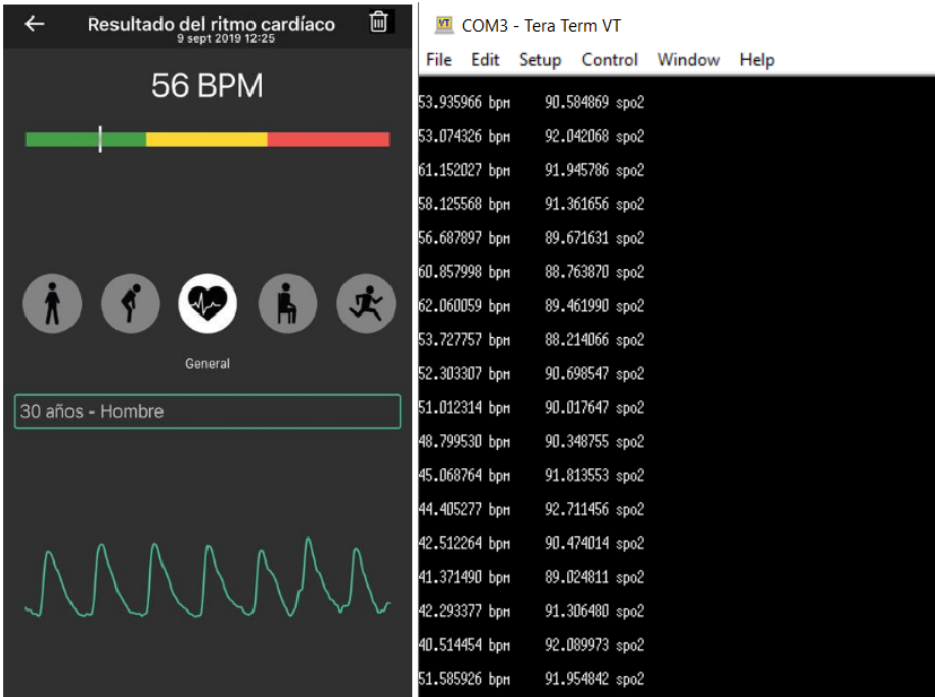 Resultado del ritmo cardíaco
9 sept 2019 12:25
56 BPM
General
30 años - Hombre
VT
COM3 - Tera Term VT
File Edit Setup Control Window Help
53.935966 bpm 90.584869 spo2
53.074326 bpm 92.042068 spo2
61.152027 bpm 91.945786 spo2
58.125568 bpm 91.361656 spo2
56.687897 bpm 89.671631 spo2
60.857998 bpm 88.763870 spo2
62.060059 bpm 89.461990 spo2
53.727757 bpm 88.214066 spo2
52.303307 bpm 90.698547 spo2
51.012314 bpm 90.017647 spo2
48.799530 bpm 90.348755 spo2
45.068764 bpm 91.813553 spo2
44.405277 bpm 92.711456 spo2
42.512264 bpm 90.474014 spo2
41.371490 bpm 89.024811 spo2
42.293377 bpm 91.306480 spo2
40.514454 bpm 92.089973 spo2
51.585926 bpm 91.954842 spo2